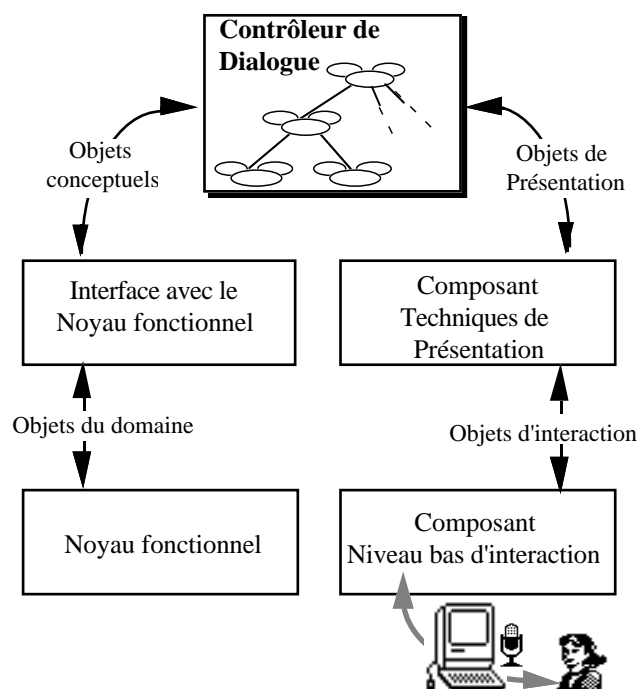 Contrôleur de
Dialogue
Objets
conceptuels
Objets de
Présentation
Interface avec le
Noyau fonctionnel
Composant
Techniques de
Présentation
Objets du domaine
Objets d'interaction
Noyau fonctionnel
Composant
Niveau bas d'interaction